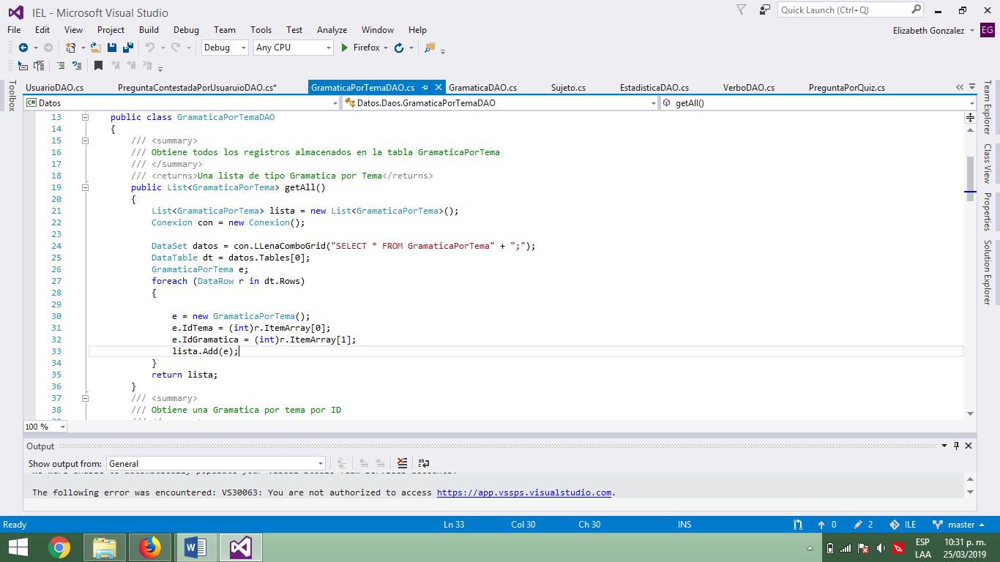 IEL - Microsoft Visual Studio
Quick Launch (Ctrl+Q)
File Edit View Project Build Debug Team Tools Test Analyze Window Help
Elizabeth Gonzalez EG
Debug Any CPU Firefox
Toolbox
UsuarioDAO.cs PreguntaContestadaPorUsuaruioDAO.cs* GramaticaPorTemaDAO.cs GramaticaDAO.cs Sujeto.cs EstadisticaDAO.cs VerboDAO.cs PreguntaPorQuiz.cs
C# Datos Datos.Daos.GramaticaPorTemaDAO getAll()
13 public class GramaticaPorTemaDAO
14 {
15 /// <summary>
16 /// Obtiene todos los registros almacenados en la tabla GramaticaPorTema
17 /// </summary>
18 /// <returns>Una lista de tipo Gramatica por Tema</returns>
19 public List<GramaticaPorTema> getAll()
20 {
21 List<GramaticaPorTema> lista = new List<GramaticaPorTema>();
22 Conexion con = new Conexion();
23
24 DataSet datos = con.LLenaComboGrid("SELECT * FROM GramaticaPorTema" + ";");
25 DataTable dt = datos.Tables[0];
26 GramaticaPorTema e;
27 foreach (DataRow r in dt.Rows)
28 {
29
30 e = new GramaticaPorTema();
31 e.IdTema = (int)r.ItemArray[0];
32 e.IdGramatica = (int)r.ItemArray[1];
33 lista.Add(e);
34 }
35 return lista;
36 }
37 /// <summary>
38 /// Obtiene una Gramatica por tema por ID
Team Explorer
Class View
Properties
Solution Explorer
100 %
Output
Show output from: General
The following error was encountered: VS30063: You are not authorized to access https://app.vssps.visualstudio.com.
Ready Ln 33 Col 30 Ch 30 INS 0 2 ILE master
ESP 10:31 p. m.
LAA 25/03/2019